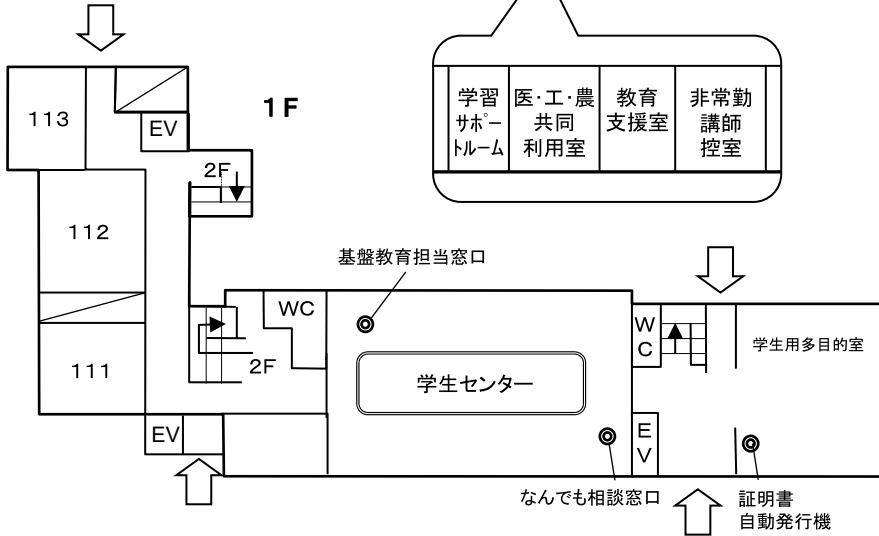 1F
113
EV
2F
112
111
EV
2F
WC
基盤教育担当窓口
学生センター
なんでも相談窓口
W
C
E
V
学生用多目的室
証明書
自動発行機
学習
サポー
トルーム
医・工・農
共同
利用室
教育
支援室
非常勤
講師
控室